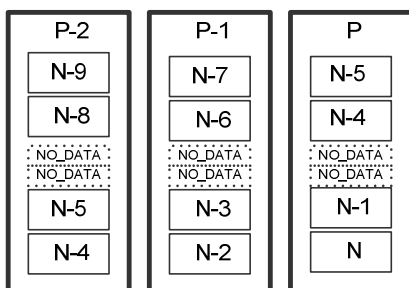 P-2
N-9
N-8
NO_DATA
NO_DATA
N-5
N-4
P-1
N-7
N-6
NO_DATA
NO_DATA
N-3
N-2
P
N-5
N-4
NO_DATA
NO_DATA
N-1
N